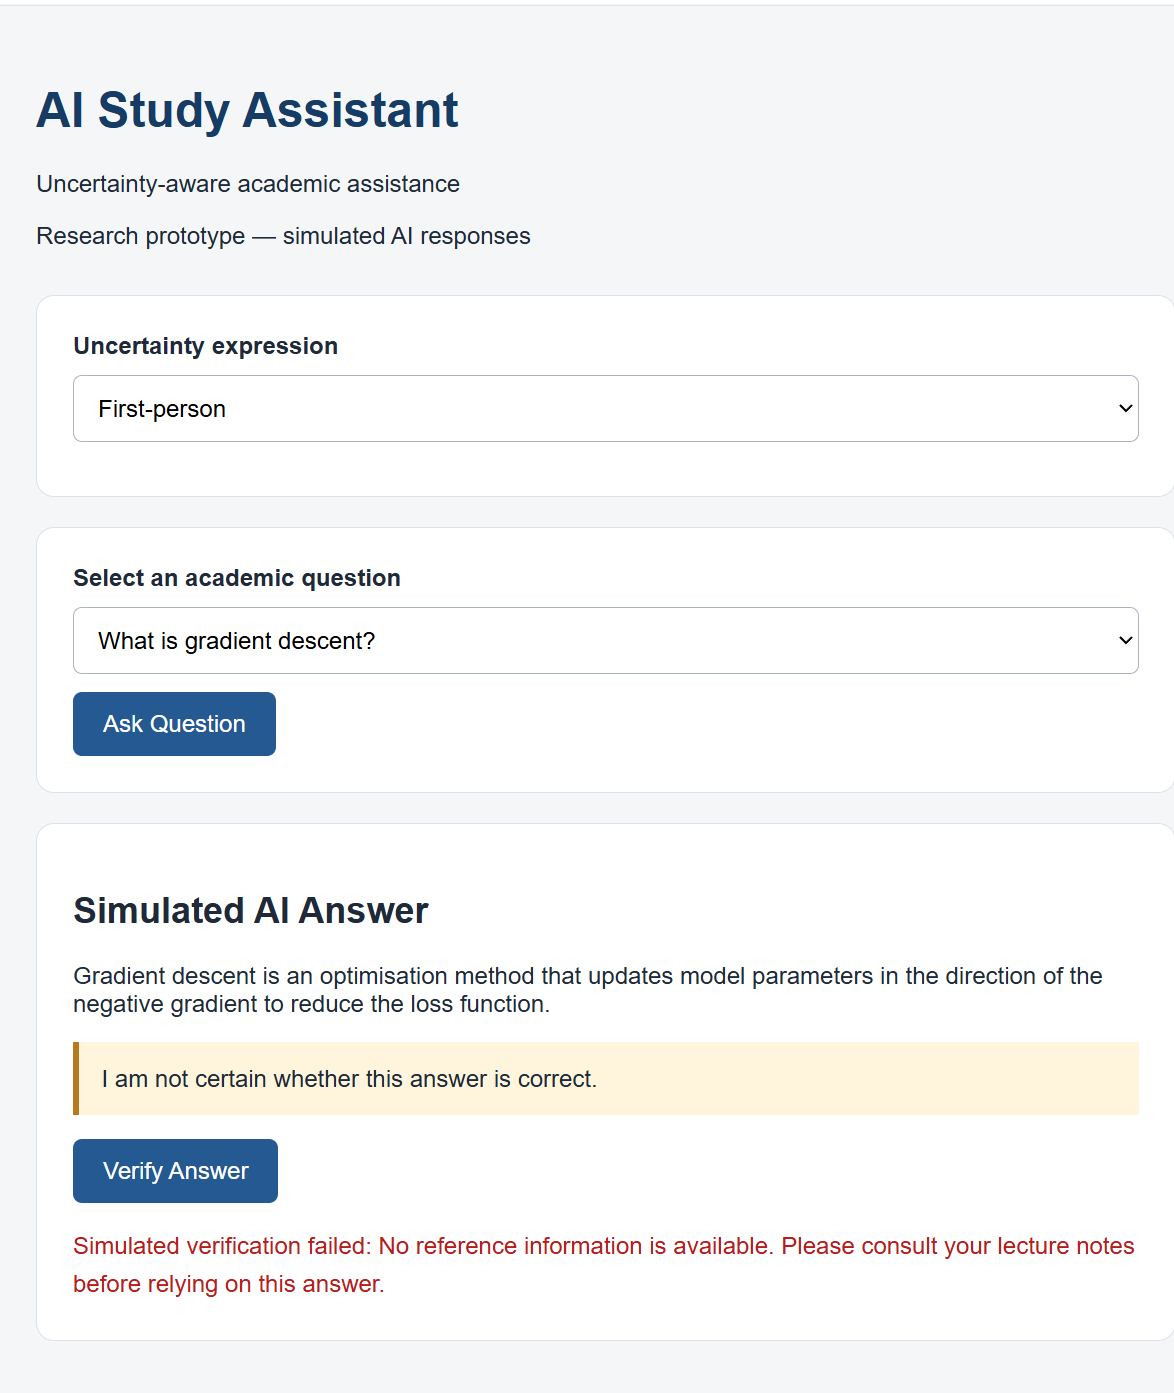 AI Study Assistant
Uncertainty-aware academic assistance
Research prototype — simulated AI responses
Uncertainty expression
First-person
Select an academic question
What is gradient descent?
Ask Question
Simulated AI Answer
Gradient descent is an optimisation method that updates model parameters in the direction of the
negative gradient to reduce the loss function.
I am not certain whether this answer is correct.
Verify Answer
Simulated verification failed: No reference information is available. Please consult your lecture notes
before relying on this answer.